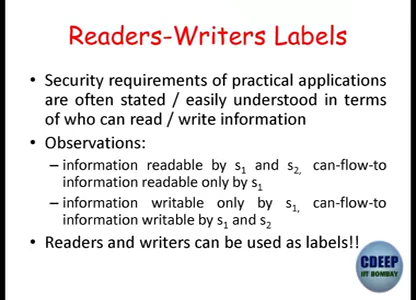 Readers-Writers Labels
• Security requirements of practical applications
are often stated / easily understood in terms
of who can read / write information
• Observations:
– information readable by s₁ and s₂, can-flow-to
information readable only by s₁
– information writable only by s₁, can-flow-to
information writable by s₁ and s₂
• Readers and writers can be used as labels!!
CDEEP
IIT BOMBAY